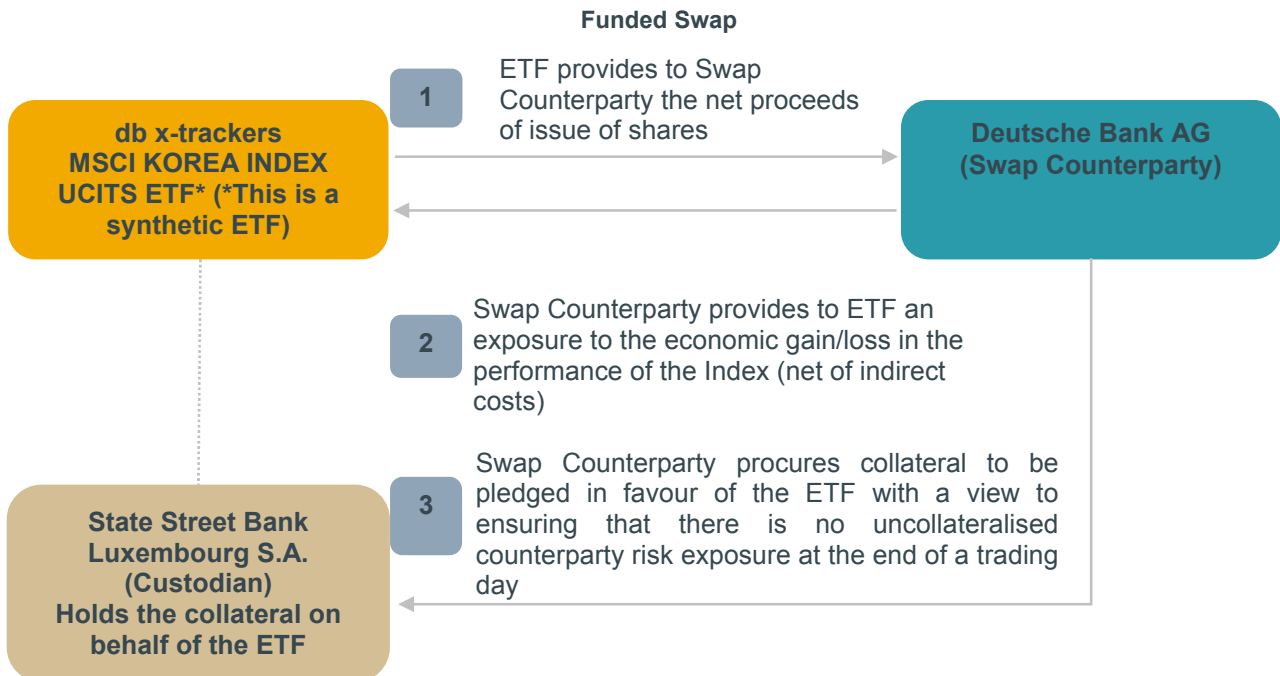 Funded Swap
1
ETF provides to Swap
Counterparty the net proceeds
of issue of shares
db x-trackers
MSCI KOREA INDEX
UCITS ETF* (*This is a
synthetic ETF)
Deutsche Bank AG
(Swap Counterparty)
2
Swap Counterparty provides to ETF an
exposure to the economic gain/loss in the
performance of the Index (net of indirect
costs)
3
Swap Counterparty procures collateral to be
pledged in favour of the ETF with a view to
ensuring that there is no uncollateralised
counterparty risk exposure at the end of a trading
day
State Street Bank
Luxembourg S.A.
(Custodian)
Holds the collateral on
behalf of the ETF